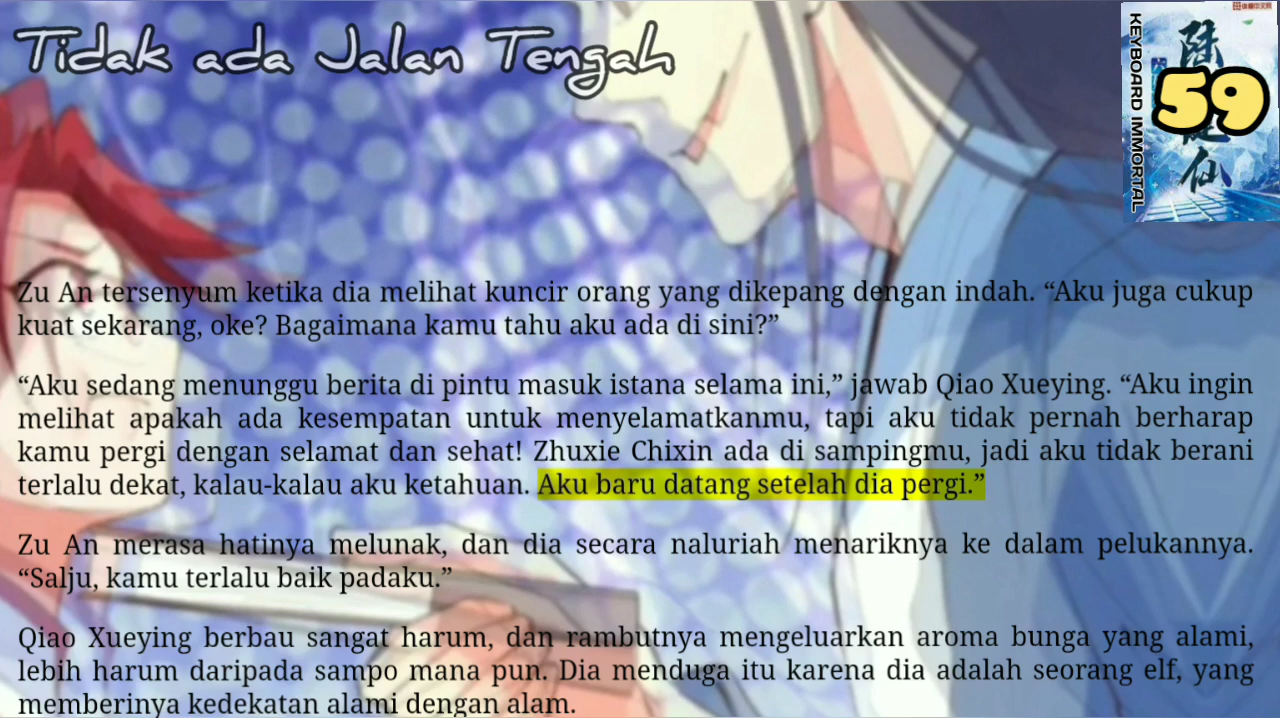 Tidak ada Jalan Tengah
KEYBOARD IMMORTAL
59
仙
Zu An tersenyum ketika dia melihat kuncir orang yang dikepang dengan indah. “Aku juga cukup
kuat sekarang, oke? Bagaimana kamu tahu aku ada di sini?”
“Aku sedang menunggu berita di pintu masuk istana selama ini,” jawab Qiao Xueying. “Aku ingin
melihat apakah ada kesempatan untuk menyelamatkanmu, tapi aku tidak pernah berharap
kamu pergi dengan selamat dan sehat! Zhuxie Chixin ada di sampingmu, jadi aku tidak berani
terlalu dekat, kalau-kalau aku ketahuan. Aku baru datang setelah dia pergi.”
Zu An merasa hatinya melunak, dan dia secara naluriah menariknya ke dalam pelukannya.
“Salju, kamu terlalu baik padaku.”
Qiao Xueying berbau sangat harum, dan rambutnya mengeluarkan aroma bunga yang alami,
lebih harum daripada sampo mana pun. Dia menduga itu karena dia adalah seorang elf, yang
memberinya kedekatan alami dengan alam.